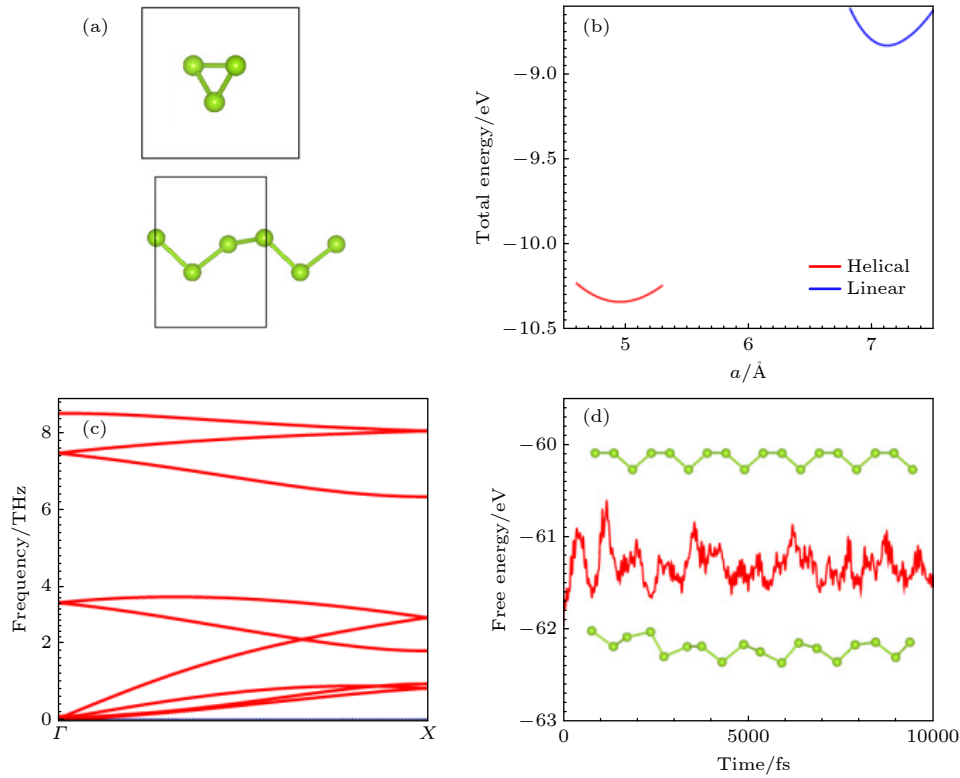 (a)
(b)
Total energy/eV
−9.0
−9.5
−10.0
−10.5
Helical
Linear
5
6
7
a/Å
(c)
Frequency/THz
8
6
4
2
0
Γ
X
(d)
Free energy/eV
−60
−61
−62
−63
0
5000
10000
Time/fs